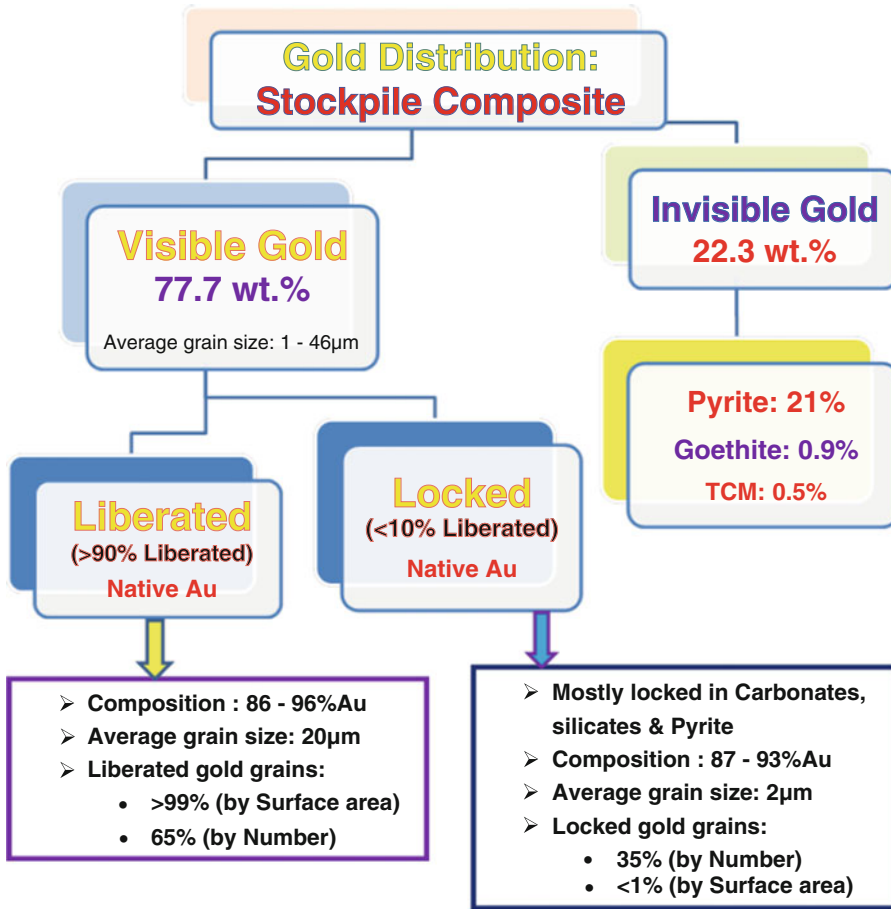 Gold Distribution:
Stockpile Composite
Visible Gold
77.7 wt.%
Average grain size: 1 - 46µm
Invisible Gold
22.3 wt.%
Pyrite: 21%
Goethite: 0.9%
TCM: 0.5%
Liberated
(>90% Liberated)
Native Au
Locked
(<10% Liberated)
Native Au
➢ Composition : 86 - 96%Au
➢ Average grain size: 20µm
➢ Liberated gold grains:
• >99% (by Surface area)
• 65% (by Number)
➢ Mostly locked in Carbonates,
silicates & Pyrite
➢ Composition : 87 - 93%Au
➢ Average grain size: 2µm
➢ Locked gold grains:
• 35% (by Number)
• <1% (by Surface area)